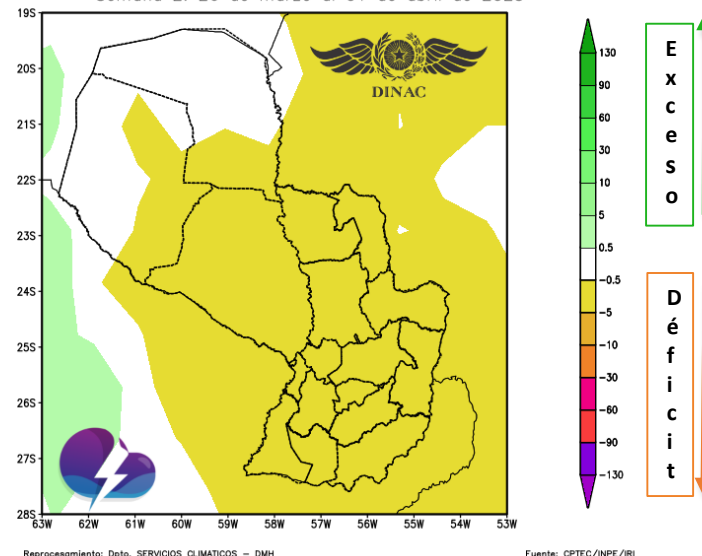 19S
20S
21S
22S
23S
24S
25S
26S
27S
28S
63W 62W 61W 60W 59W 58W 57W 56W 55W 54W 53W
DINAC
130
90
60
30
10
5
0.5
−0.5
−5
−10
−30
−60
−90
−130
Exceso
Déficit
Reprocesamiento: Dpto. SERVICIOS CLIMATICOS − DMH
Fuente: CPTEC/INPE/IRI